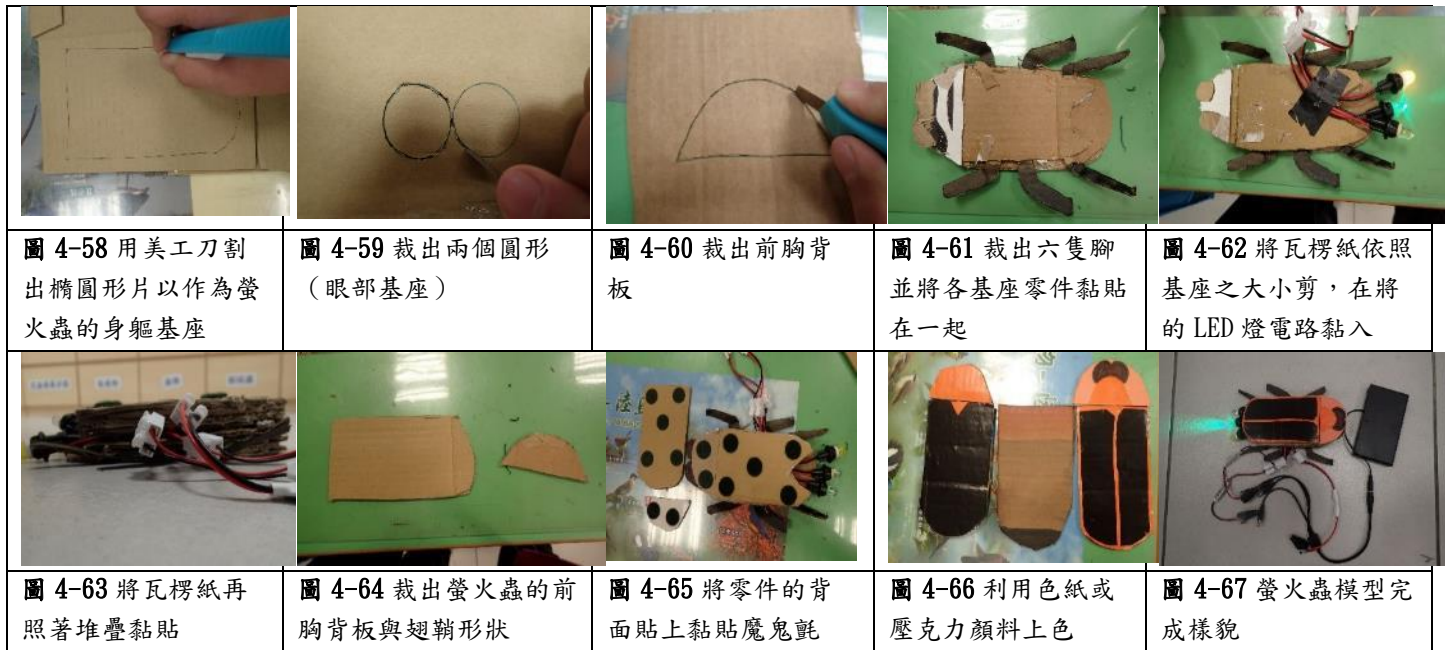 圖 4-58 用美工刀割
出橢圓形片以作為螢
火蟲的身軀基座
圖 4-59 裁出兩個圓形
（眼部基座）
圖 4-60 裁出前胸背
板
圖 4-61 裁出六隻腳
並將各基座零件黏貼
在一起
圖 4-62 將瓦楞紙依照
基座之大小剪，在將
的 LED 燈電路黏入
圖 4-63 將瓦楞紙再
照著堆疊黏貼
圖 4-64 裁出螢火蟲的前
胸背板與翅鞘形狀
圖 4-65 將零件的背
面貼上黏貼魔鬼氈
圖 4-66 利用色紙或
壓克力顏料上色
圖 4-67 螢火蟲模型完
成樣貌